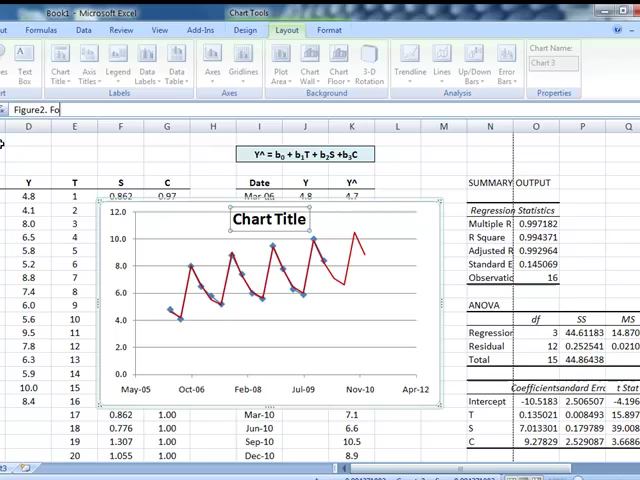 Book1 - Microsoft Excel
Chart Tools
Formulas Data Review View Add-Ins Design Layout Format
Text Box
Chart Title
Axis Titles
Legend
Data Labels
Data Table
Axes
Gridlines
Plot Area
Chart Wall
Chart Floor
3-D Rotation
Trendline
Lines
Up/Down Bars
Error Bars
Chart Name:
Chart 3
Labels Axes Background Analysis Properties
Figure2. Fo
D E F G H I J K L M N O P Q
Y^ = b0 + b1T + b2S +b3C
Y T S C Date Y Y^ SUMMARY OUTPUT
4.8 1 0.862 0.97 Mar-06 4.8 4.7
4.1 2 Regression Statistics
8.0 3 Multiple R 0.997182
6.5 4 R Square 0.994371
5.8 5 Adjusted R 0.992964
5.2 6 Standard E 0.145069
8.8 7 Observatio 16
7.4 8
6.0 9 ANOVA
5.6 10 df SS MS
9.5 11 Regression 3 44.61183 14.870
7.8 12 Residual 12 0.252541 0.0210
6.3 13 Total 15 44.86438
5.9 14
10.0 15
8.4 16 Intercept -10.5183 2.506507 -4.196
Coefficients tandard Erro t Stat
17 0.862 1.00 Mar-10 7.1 T 0.135021 0.008493 15.897
18 0.776 1.00 Jun-10 6.6 S 7.013301 0.179789 39.008
19 1.307 1.00 Sep-10 10.5 C 9.27829 2.529087 3.6686
20 1.055 1.00 Dec-10 8.9
Chart Title
12.0
10.0
8.0
6.0
4.0
2.0
0.0
May-05 Oct-06 Feb-08 Jul-09 Nov-10 Apr-12